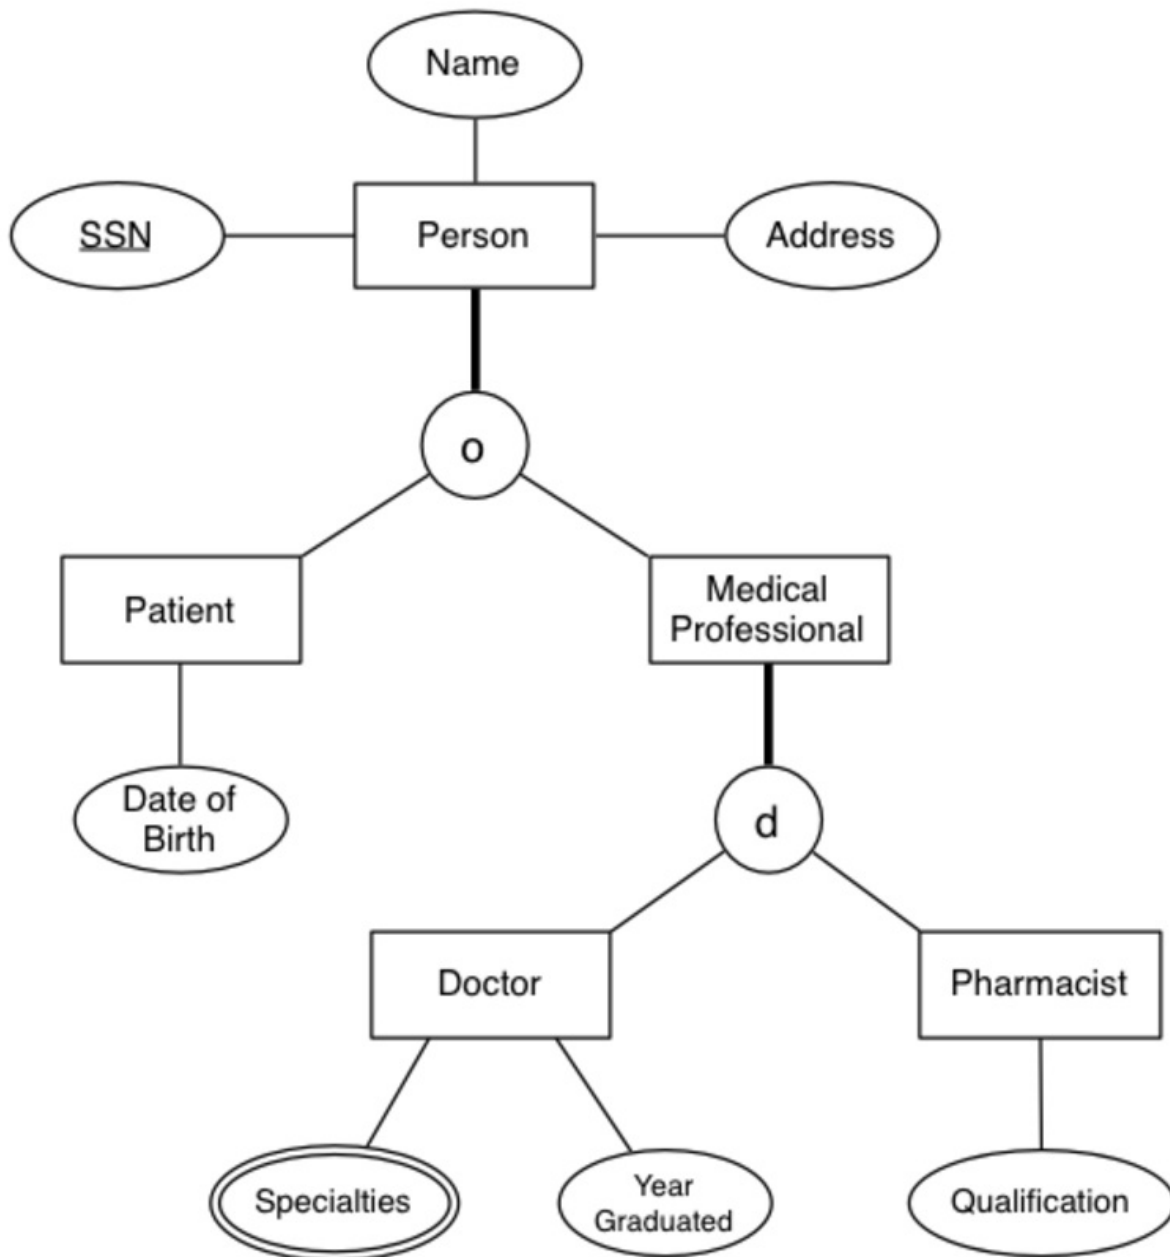 Name
SSN
Person
Address
o
Patient
Medical
Professional
Date of
Birth
d
Doctor
Pharmacist
Specialties
Year
Graduated
Qualification